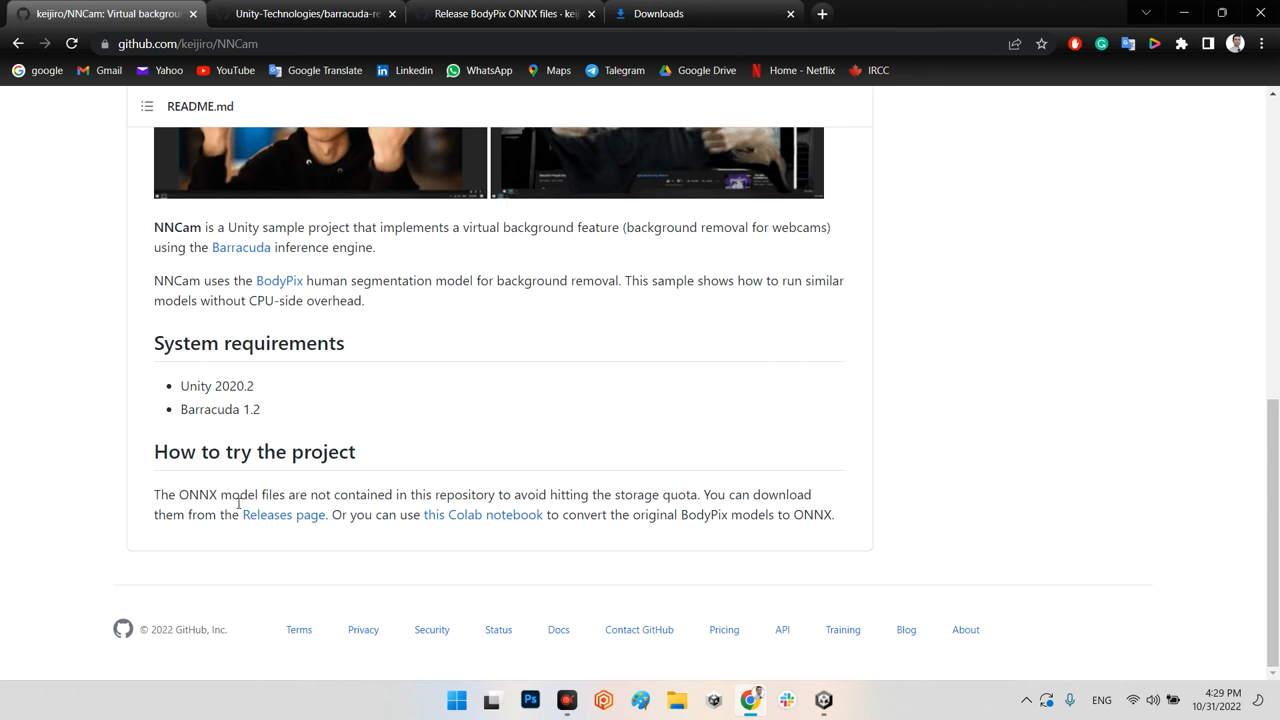 keijiro/NNCam: Virtual backgrou
Unity-Technologies/barracuda-re
Release BodyPix ONNX files · keij
Downloads
github.com/keijiro/NNCam
google
Gmail
Yahoo
YouTube
Google Translate
Linkedin
WhatsApp
Maps
Telegram
Google Drive
Home - Netflix
IRCC
README.md
NNCam is a Unity sample project that implements a virtual background feature (background removal for webcams)
using the Barracuda inference engine.
NNCam uses the BodyPix human segmentation model for background removal. This sample shows how to run similar
models without CPU-side overhead.
System requirements
• Unity 2020.2
• Barracuda 1.2
How to try the project
The ONNX model files are not contained in this repository to avoid hitting the storage quota. You can download
them from the Releases page. Or you can use this Colab notebook to convert the original BodyPix models to ONNX.
© 2022 GitHub, Inc.
Terms
Privacy
Security
Status
Docs
Contact GitHub
Pricing
API
Training
Blog
About
Ps
ENG
4:29 PM
10/31/2022